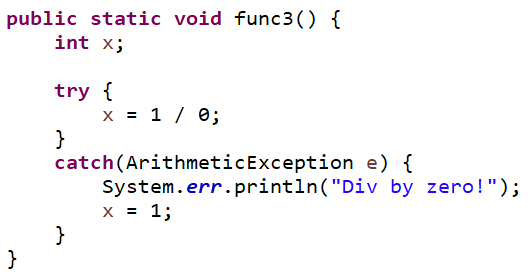 public static void func3() {
    int x;

    try {
        x = 1 / 0;
    }
    catch(ArithmeticException e) {
        System.err.println("Div by zero!");
        x = 1;
    }
}